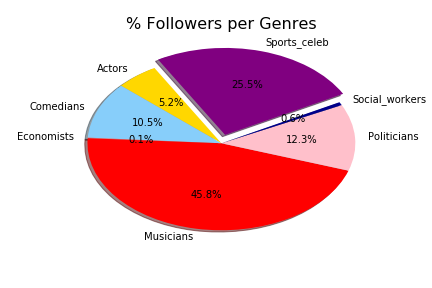 % Followers per Genres
Sports_celeb
Actors
25.5%
5.2%
Social_workers
Comedians
10.5%
0.6%
Economists
0.1%
12.3%
Politicians
45.8%
Musicians